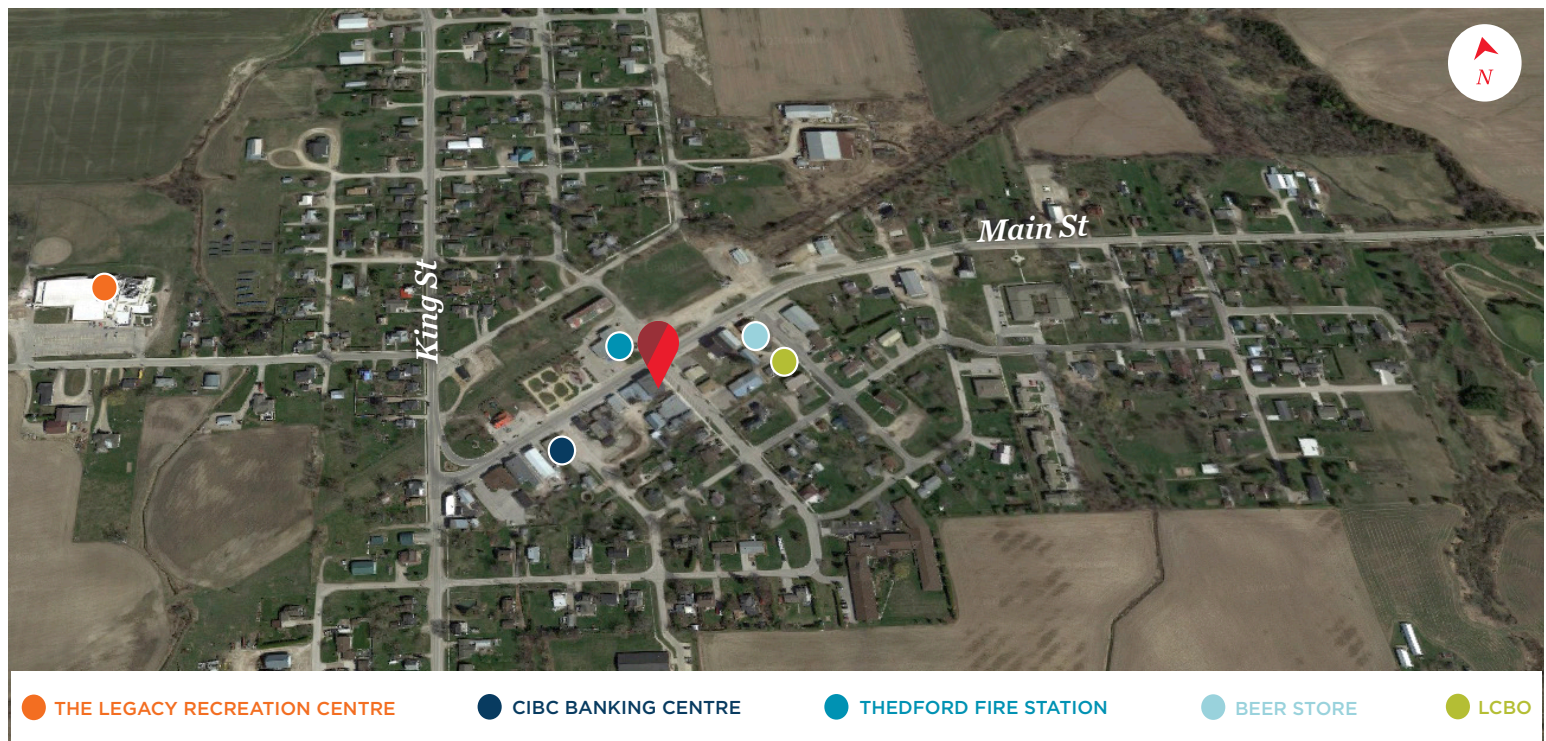 N
Main St
King St
THE LEGACY RECREATION CENTRE
CIBC BANKING CENTRE
THEDFORD FIRE STATION
BEER STORE
LCBO